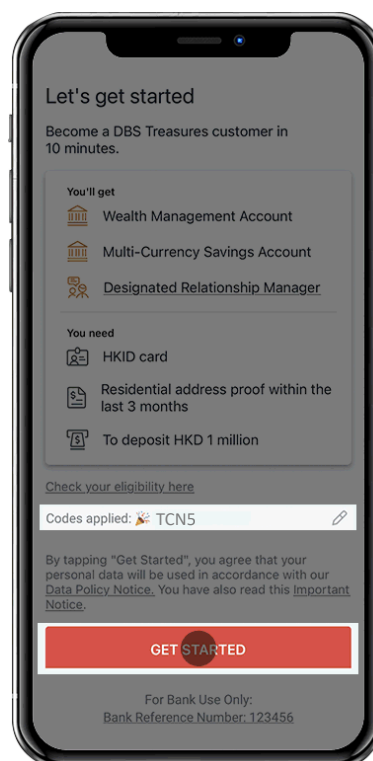 Let's get started
Become a DBS Treasures customer in
10 minutes.
You'll get
Wealth Management Account
Multi-Currency Savings Account
Designated Relationship Manager
You need
HKID card
Residential address proof within the
last 3 months
To deposit HKD 1 million
Check your eligibility here
Codes applied: 🎉 TCN5
By tapping "Get Started", you agree that your
personal data will be used in accordance with our
Data Policy Notice. You have also read this Important
Notice.
GET STARTED
For Bank Use Only:
Bank Reference Number: 123456